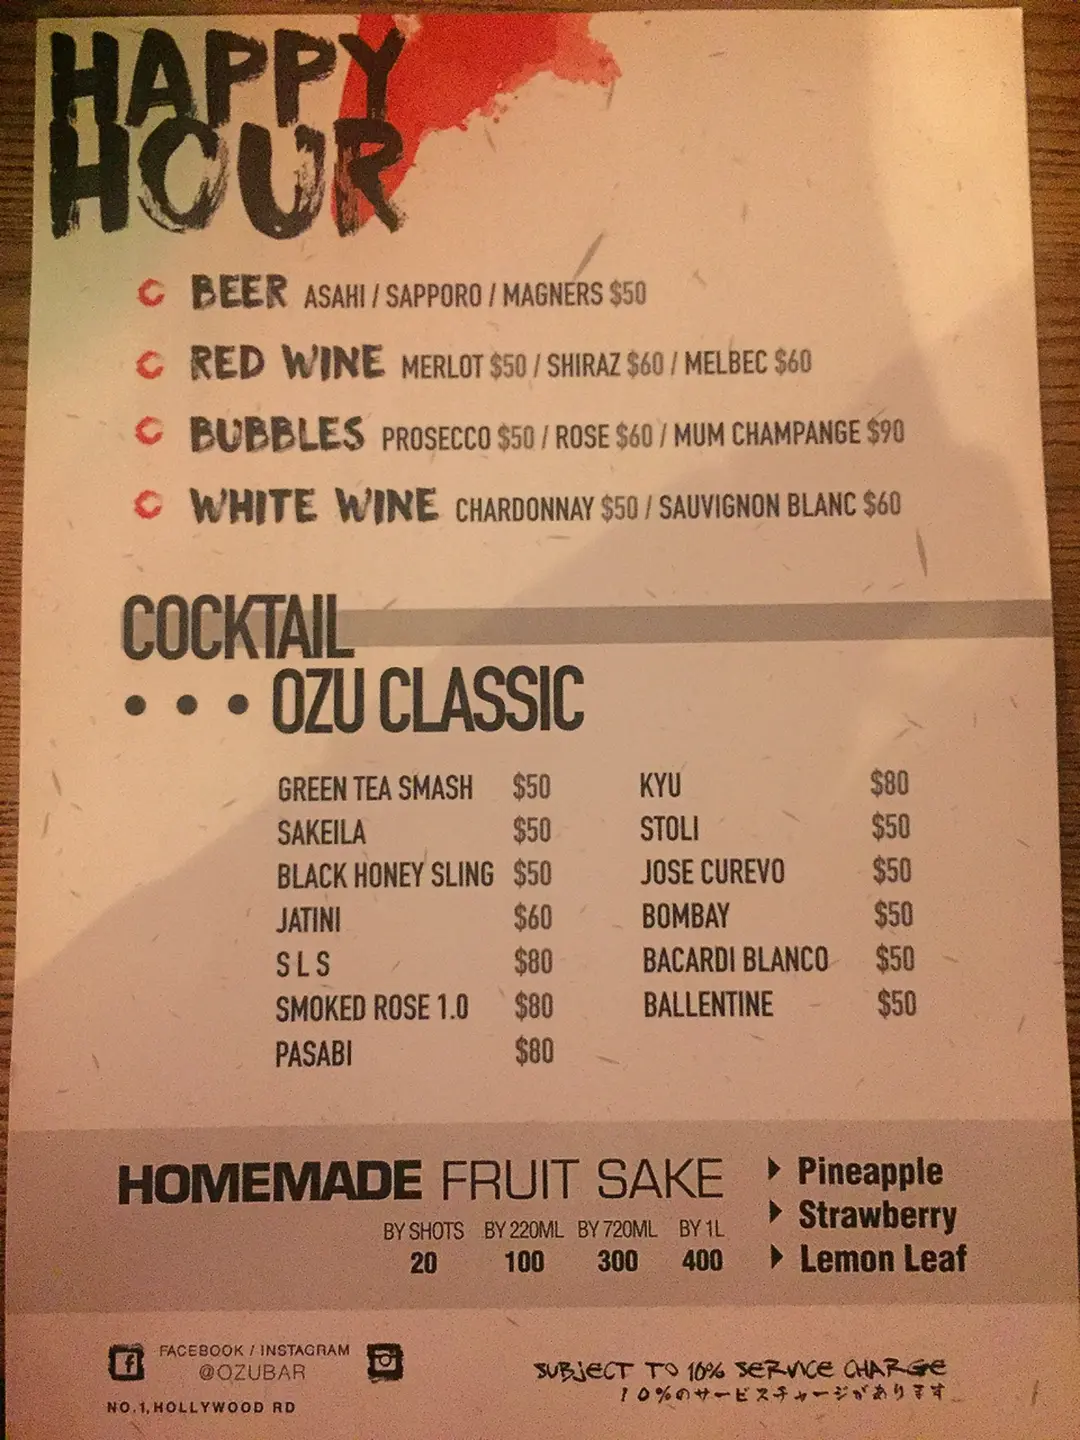 HAPPY
HOUR
BEER ASAHI / SAPPORO / MAGNERS $50
RED WINE MERLOT $50 / SHIRAZ $60 / MELBEC $60
BUBBLES PROSECCO $50 / ROSE $60 / MUM CHAMPANGE $90
WHITE WINE CHARDONNAY $50 / SAUVIGNON BLANC $60
COCKTAIL
• • • OZU CLASSIC
GREEN TEA SMASH $50
SAKEILA $50
BLACK HONEY SLING $50
JATINI $60
S L S $80
SMOKED ROSE 1.0 $80
PASABI $80
KYU $80
STOLI $50
JOSE CUREVO $50
BOMBAY $50
BACARDI BLANCO $50
BALLENTINE $50
HOMEMADE FRUIT SAKE
BY SHOTS BY 220ML BY 720ML BY 1L
20 100 300 400
Pineapple
Strawberry
Lemon Leaf
FACEBOOK / INSTAGRAM
@OZUBAR
NO.1,HOLLYWOOD RD
SUBJECT TO 10% SERVICE CHARGE
10%のサービスチャージがあります